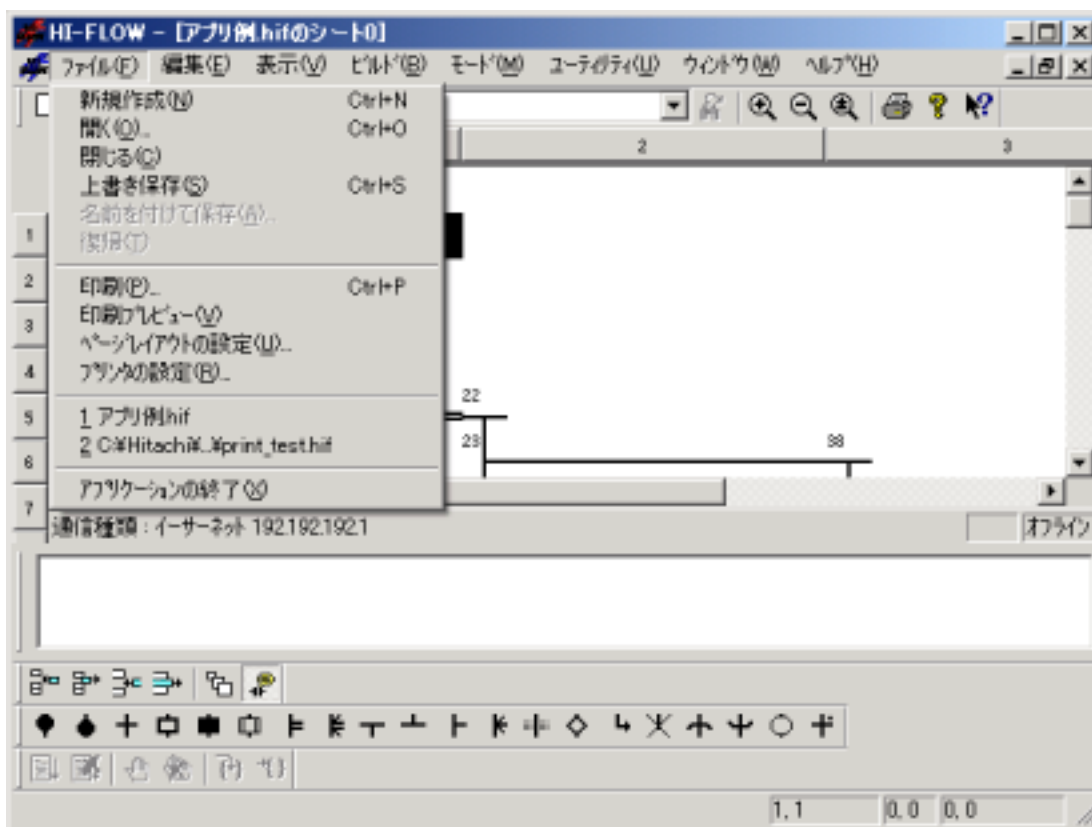 HI-FLOW - [アプリ例.hifのシート0]
ファイル(F) 編集(E) 表示(V) ビルド(B) モード(M) ユーティリティ(U) ウィンドウ(W) ヘルプ(H)
新規作成(N) Ctrl+N
開く(O)...
Ctrl+O
閉じる(C)
上書き保存(S) Ctrl+S
名前を付けて保存(A)...
復帰(T)
印刷(P)... Ctrl+P
印刷プレビュー(V)
ページレイアウトの設定(U)...
プリンタの設定(R)...
1 アプリ例.hif
2 C:¥Hitachi¥...¥print_test.hif
アプリケーションの終了(X)
2 3
1
2
3
4
5
6
7
22
23 38
通信種類 : イーサーネット 192.192.192.1 オフライン
1, 1 0, 0 0, 0